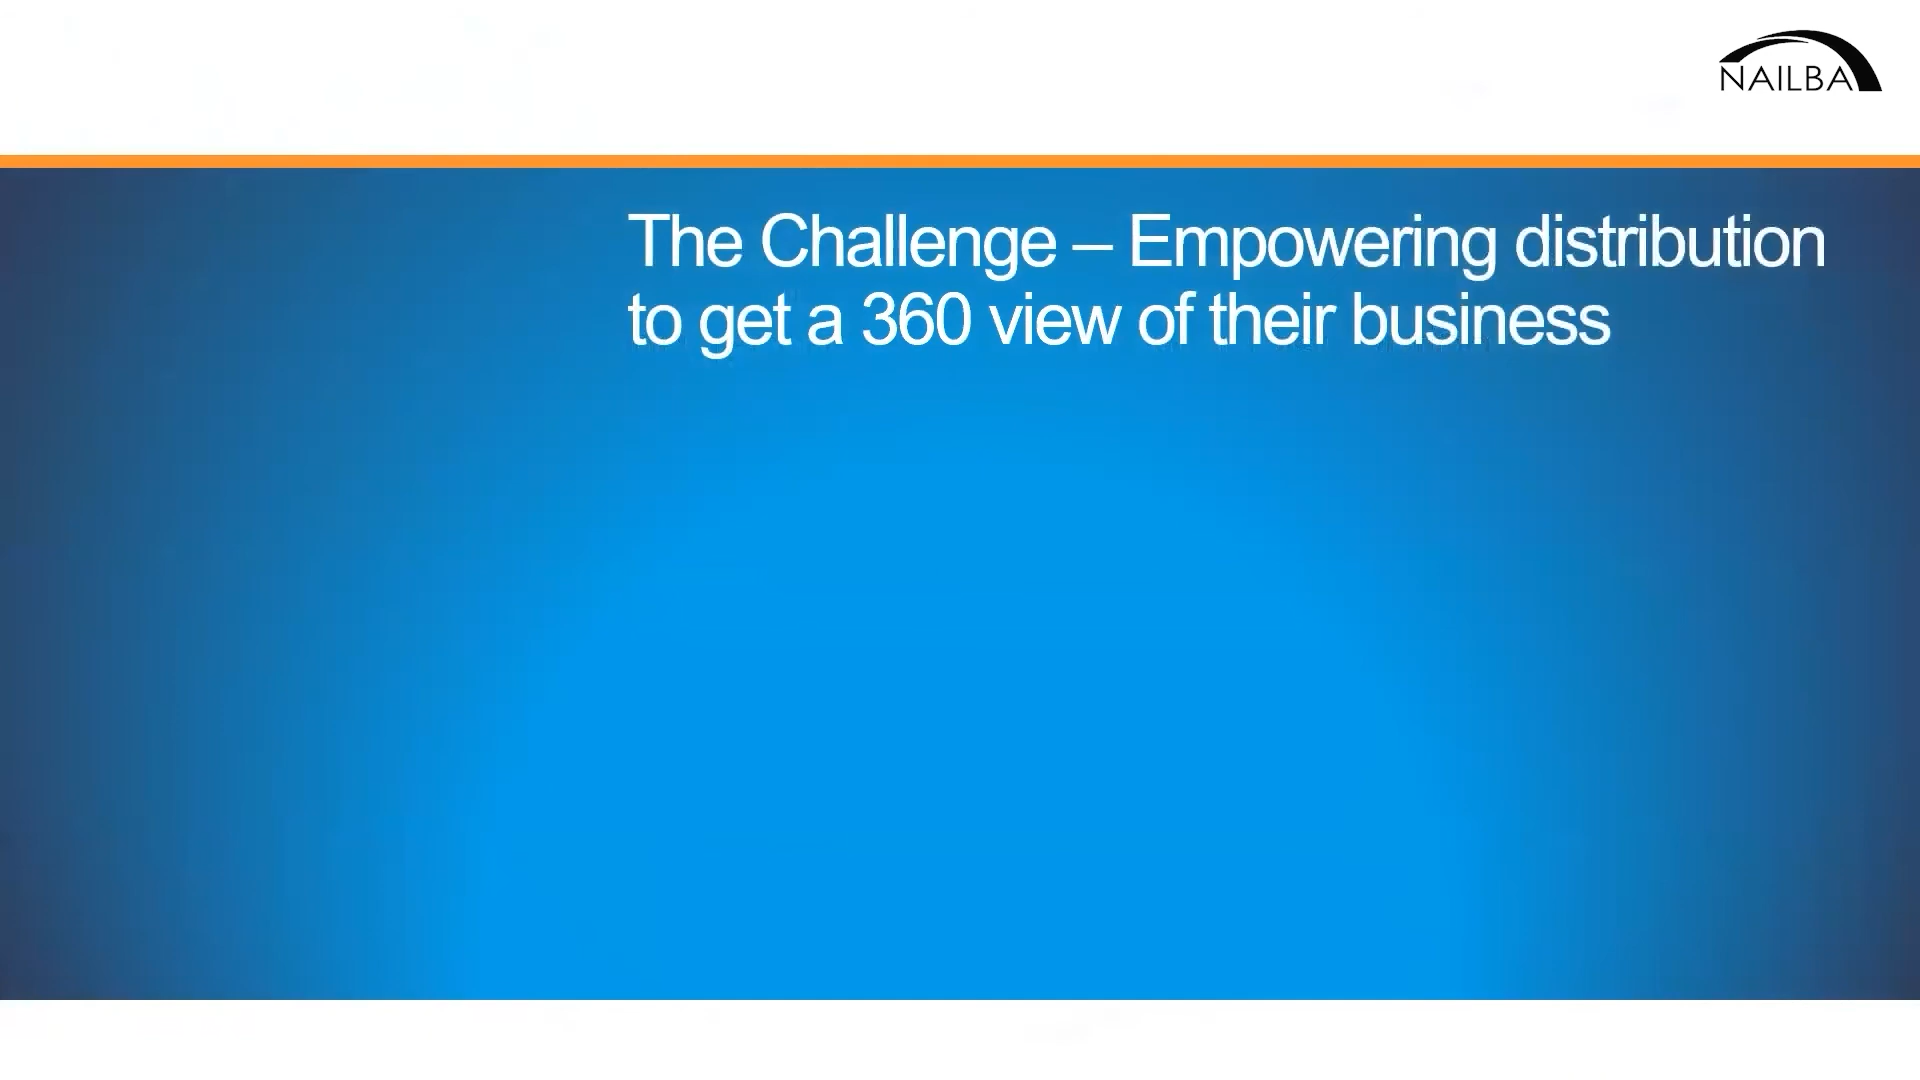 NAILBA
The Challenge – Empowering distribution
to get a 360 view of their business